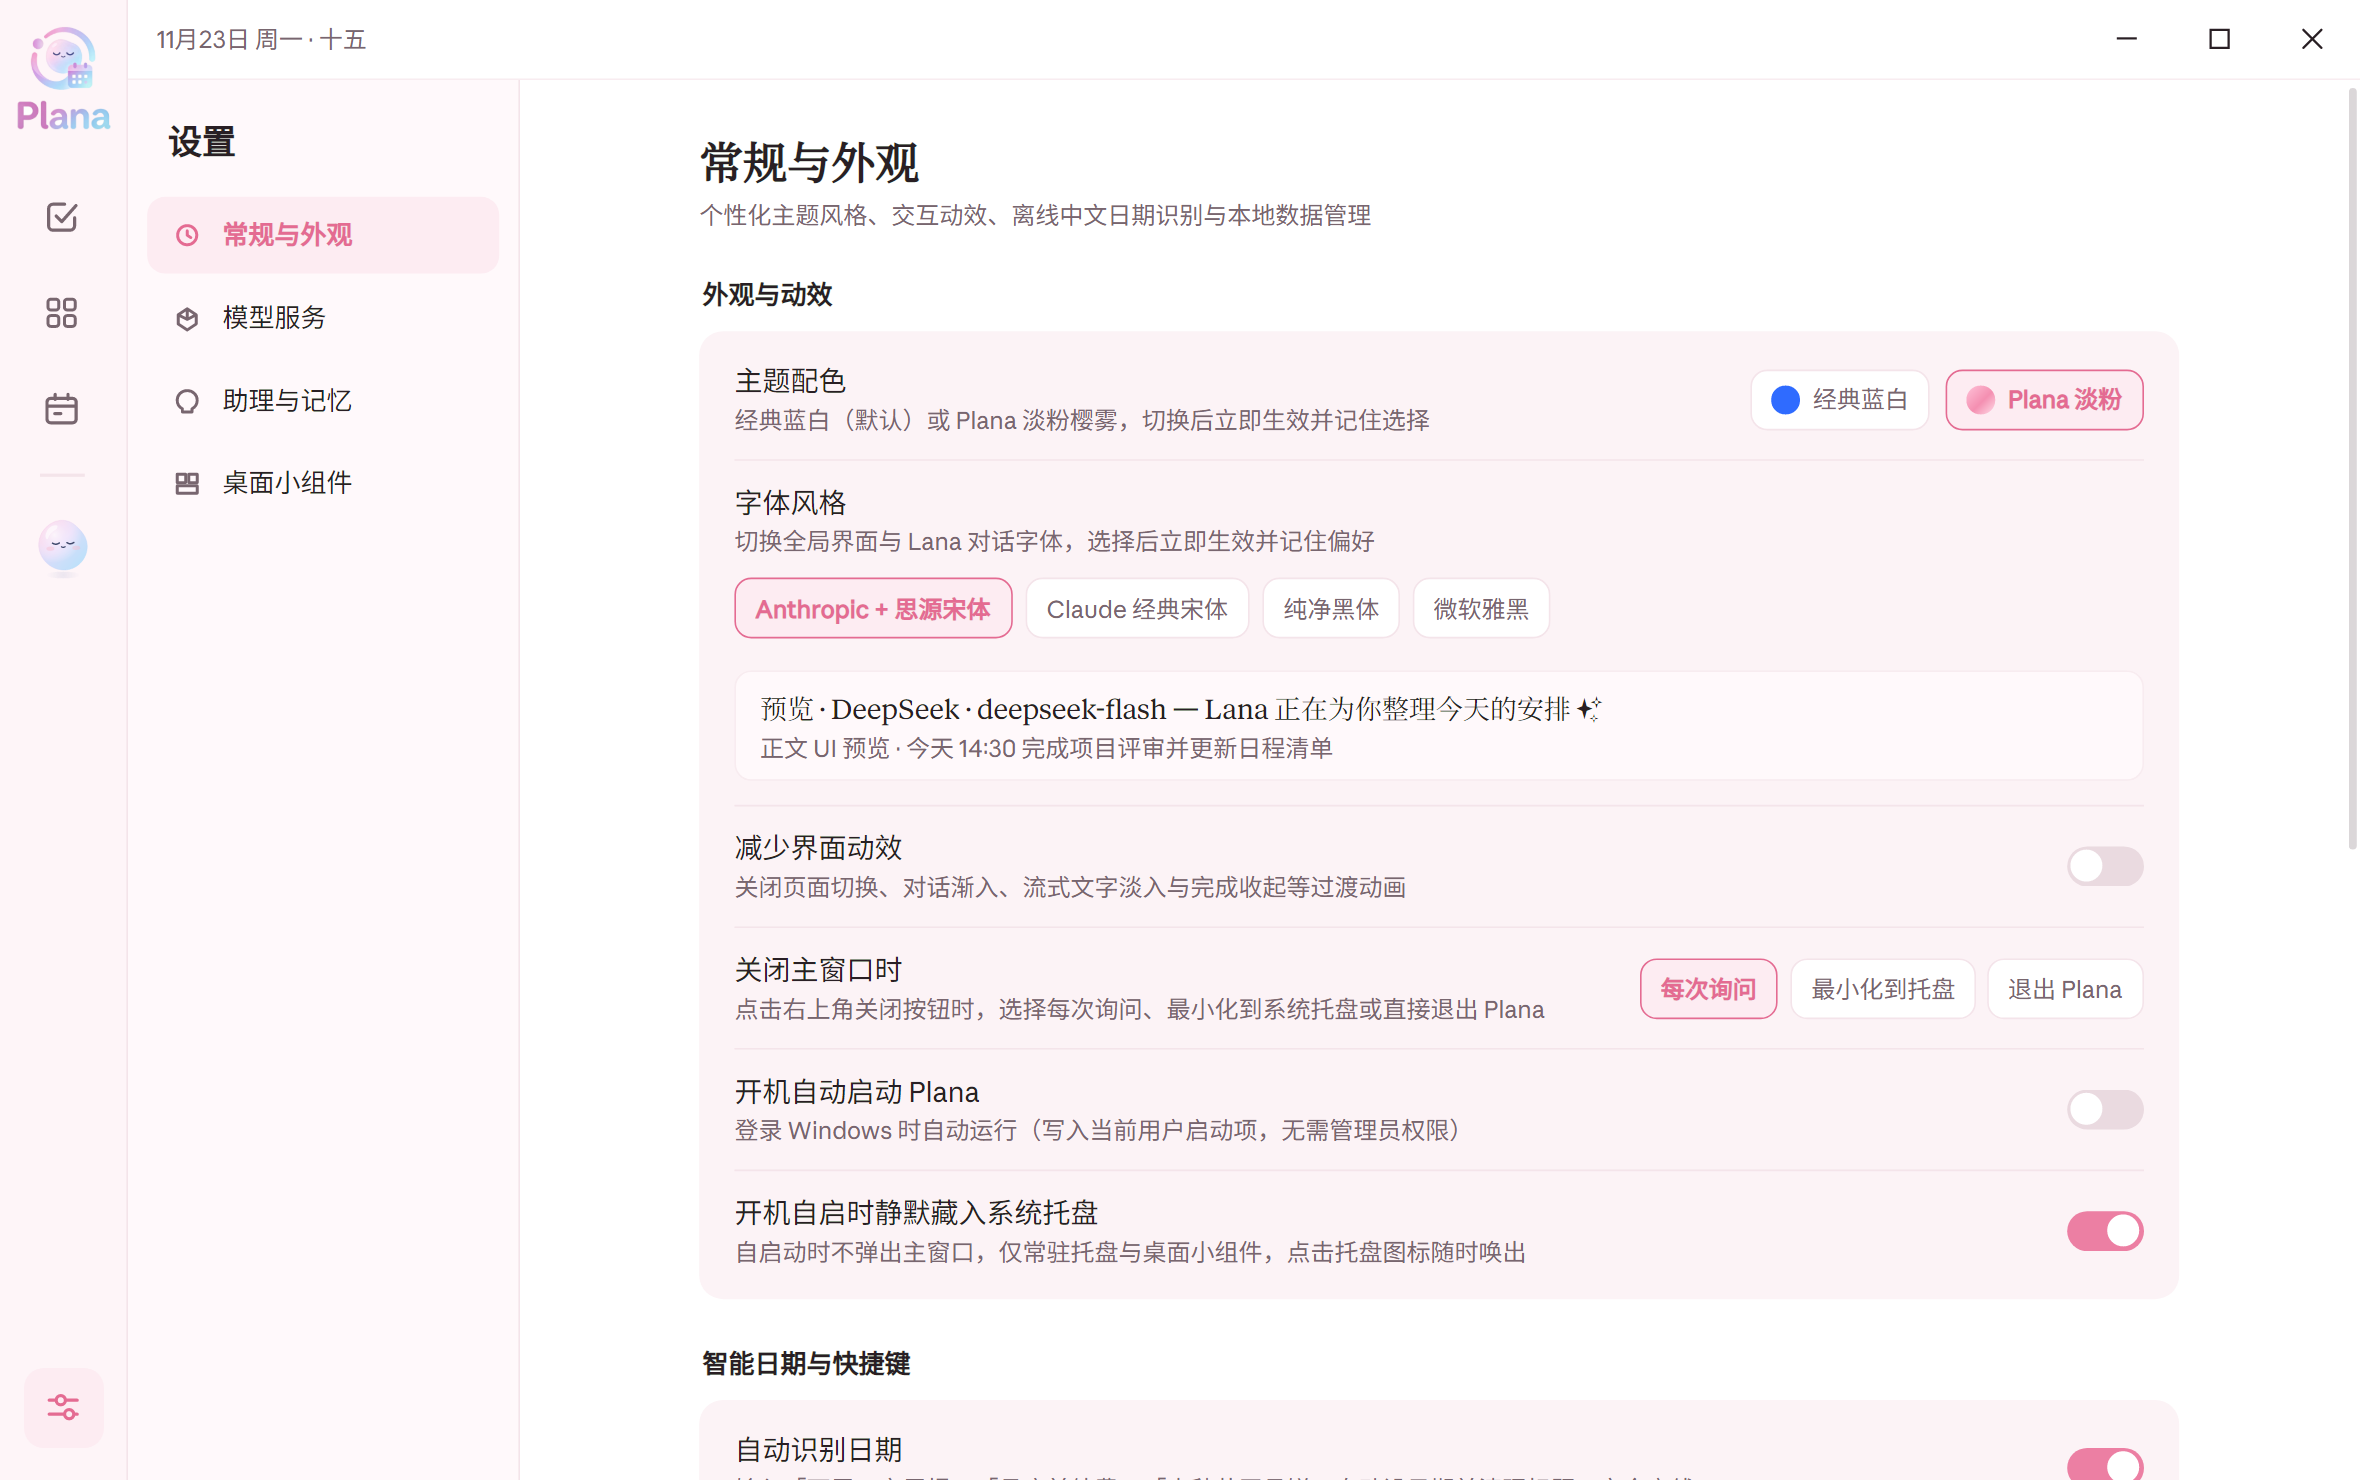 11月23日 周一 · 十五
Plana
设置
常规与外观
模型服务
助理与记忆
桌面小组件
常规与外观
个性化主题风格、交互动效、离线中文日期识别与本地数据管理
外观与动效
主题配色
经典蓝白（默认）或 Plana 淡粉樱雾，切换后立即生效并记住选择
经典蓝白
Plana 淡粉
字体风格
切换全局界面与 Lana 对话字体，选择后立即生效并记住偏好
Anthropic + 思源宋体
Claude 经典宋体
纯净黑体
微软雅黑
预览 · DeepSeek · deepseek-flash — Lana 正在为你整理今天的安排 ✨
正文 UI 预览 · 今天 14:30 完成项目评审并更新日程清单
减少界面动效
关闭页面切换、对话渐入、流式文字淡入与完成收起等过渡动画
关闭主窗口时
点击右上角关闭按钮时，选择每次询问、最小化到系统托盘或直接退出 Plana
每次询问
最小化到托盘
退出 Plana
开机自动启动 Plana
登录 Windows 时自动运行（写入当前用户启动项，无需管理员权限）
开机自启时静默藏入系统托盘
自启动时不弹出主窗口，仅常驻托盘与桌面小组件，点击托盘图标随时唤出
智能日期与快捷键
自动识别日期